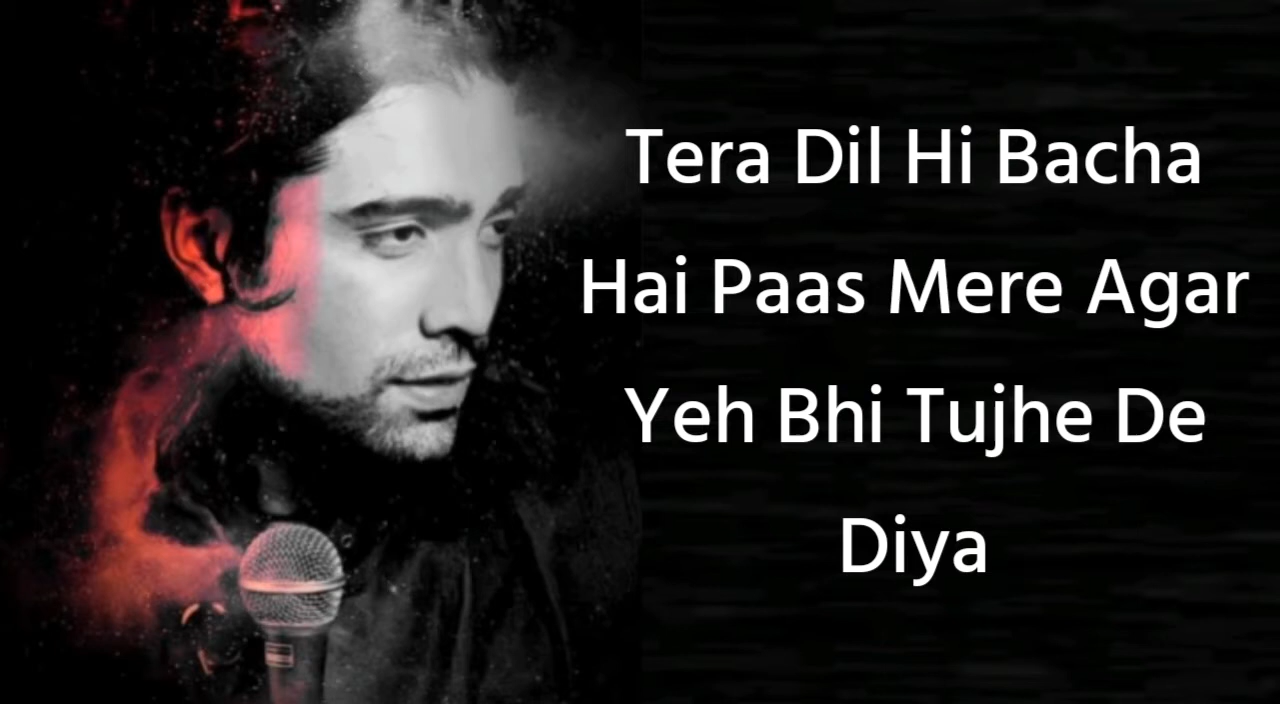 Tera Dil Hi Bacha
Hai Paas Mere Agar
Yeh Bhi Tujhe De
Diya